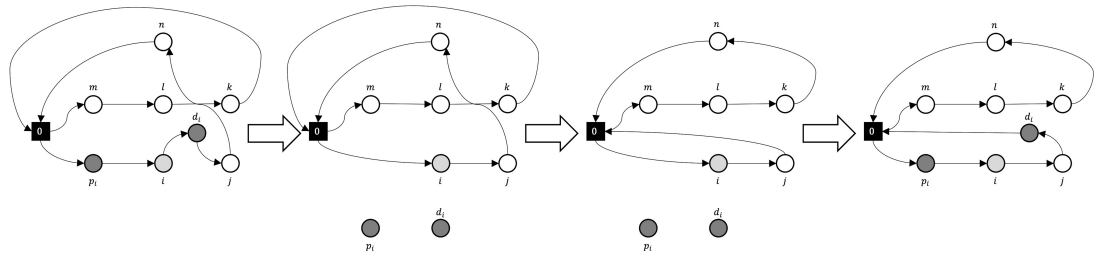 n n n n
m l k m l k m l k m l k
d_i d_i
0 0 0 0
p_i i j i j i j p_i i j
d_i d_i
p_i p_i